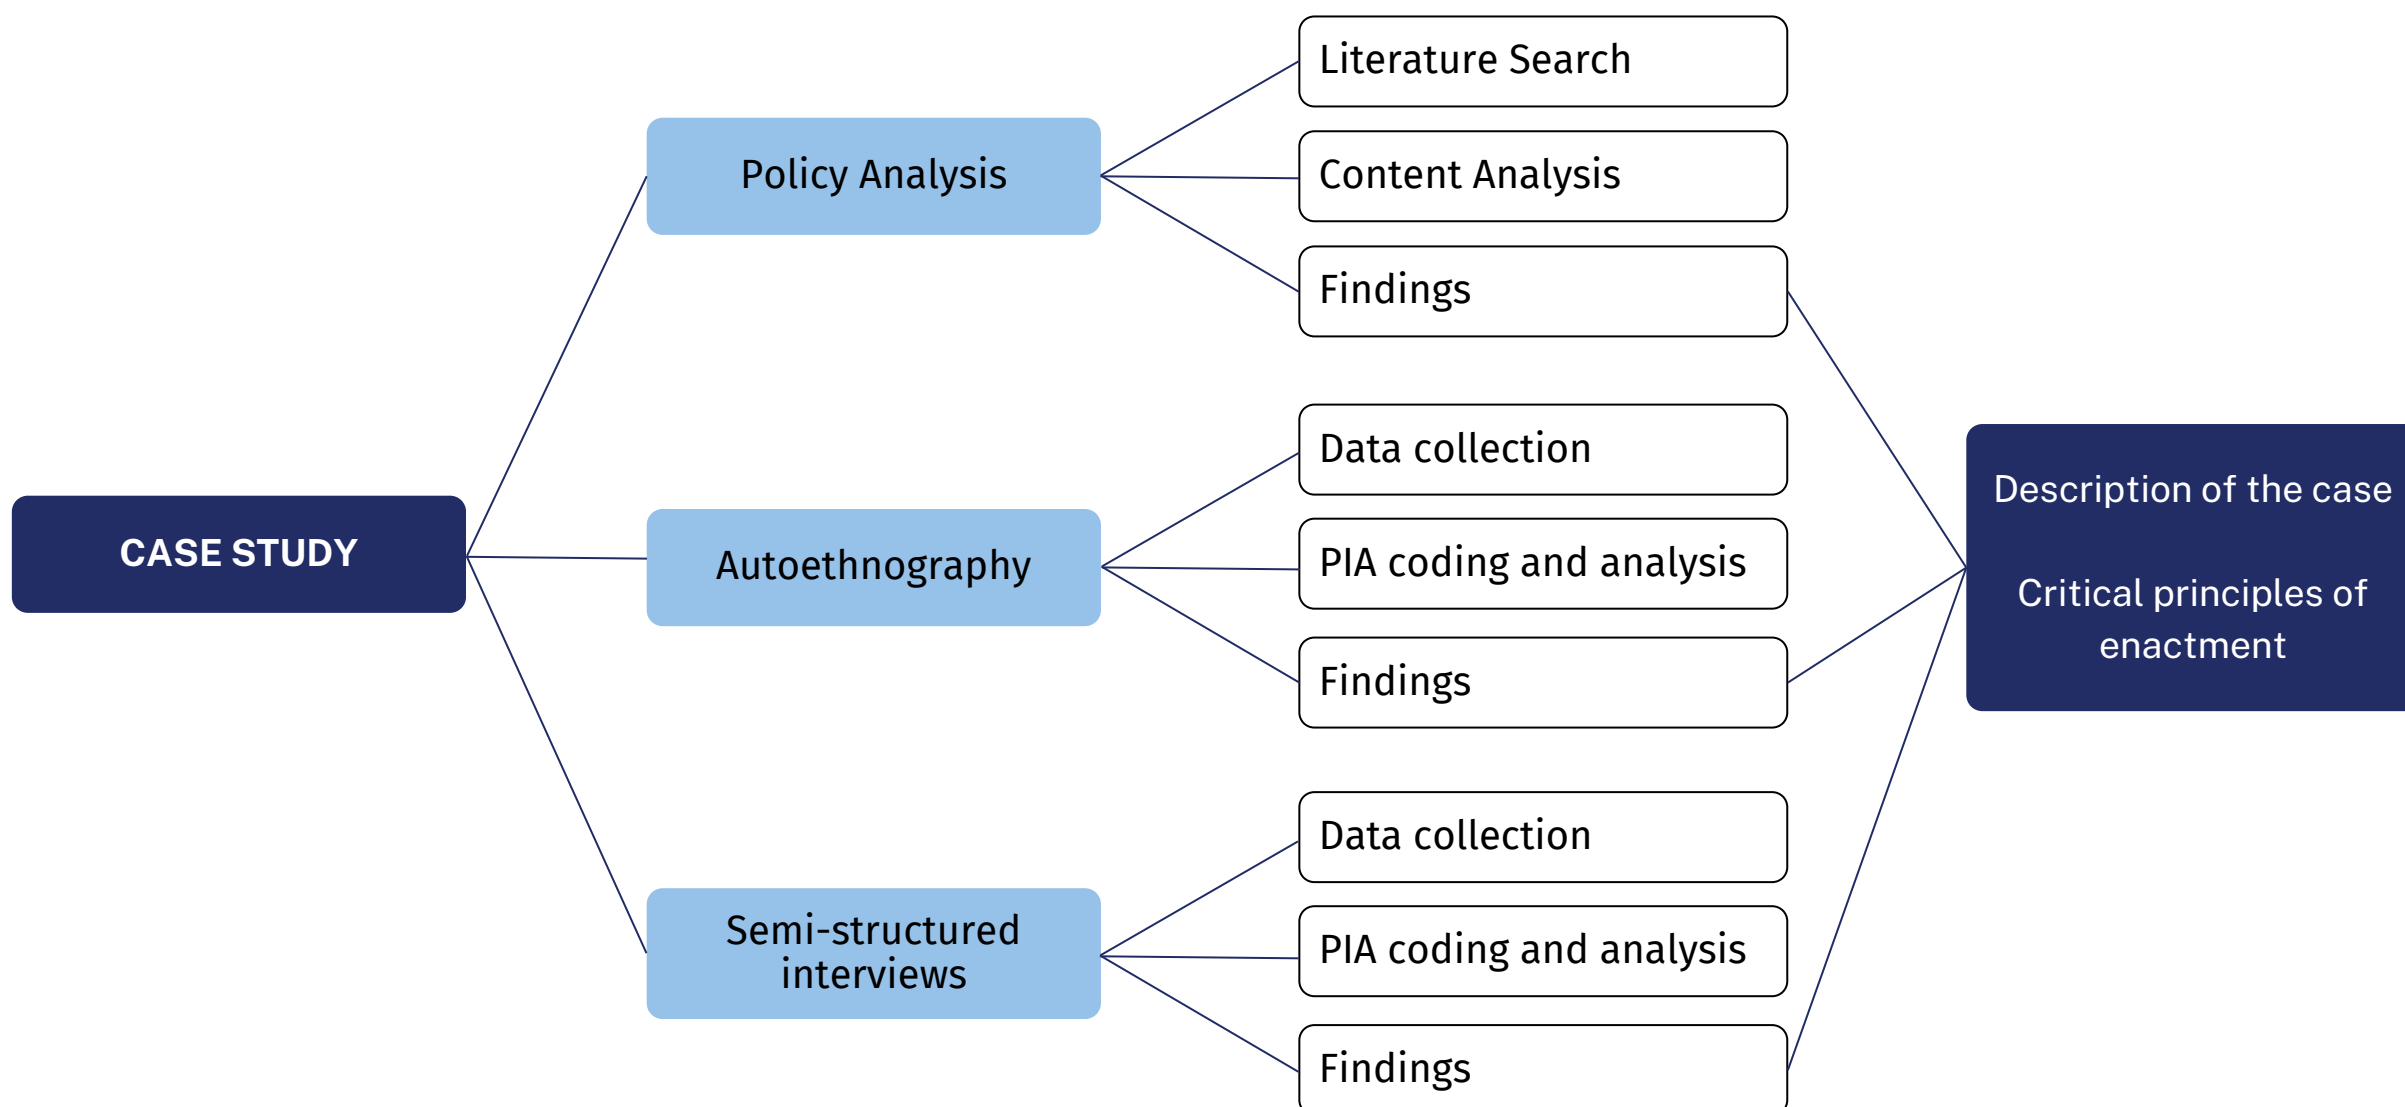 CASE STUDY
Policy Analysis
Literature Search
Content Analysis
Findings
Autoethnography
Data collection
PIA coding and analysis
Findings
Semi-structured
interviews
Data collection
PIA coding and analysis
Findings
Description of the case
Critical principles of
enactment